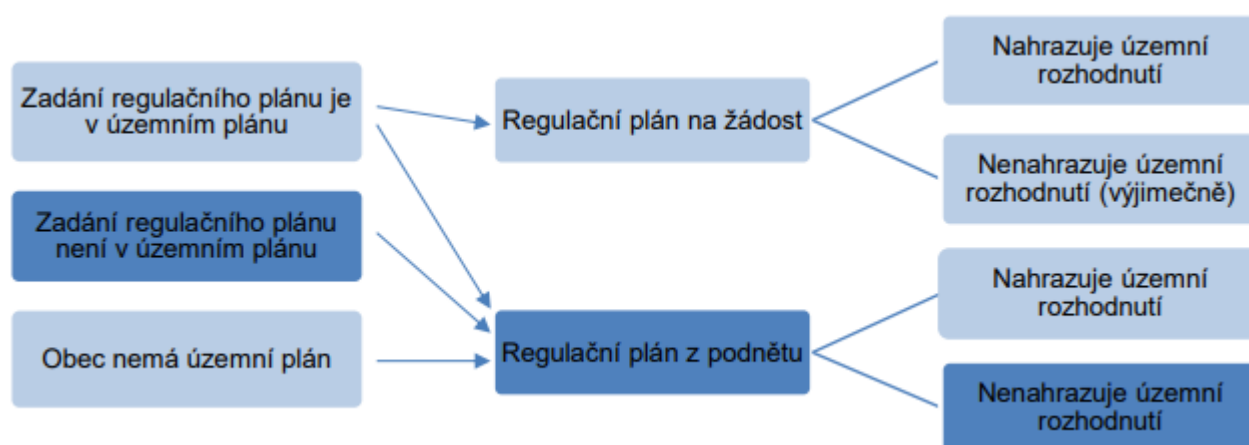 Zadání regulačního plánu je
v územním plánu
Zadání regulačního plánu
není v územním plánu
Obec nemá územní plán
Regulační plán na žádost
Regulační plán z podnětu
Nahrazuje územní
rozhodnutí
Nenahrazuje územní
rozhodnutí (výjimečně)
Nahrazuje územní
rozhodnutí
Nenahrazuje územní
rozhodnutí